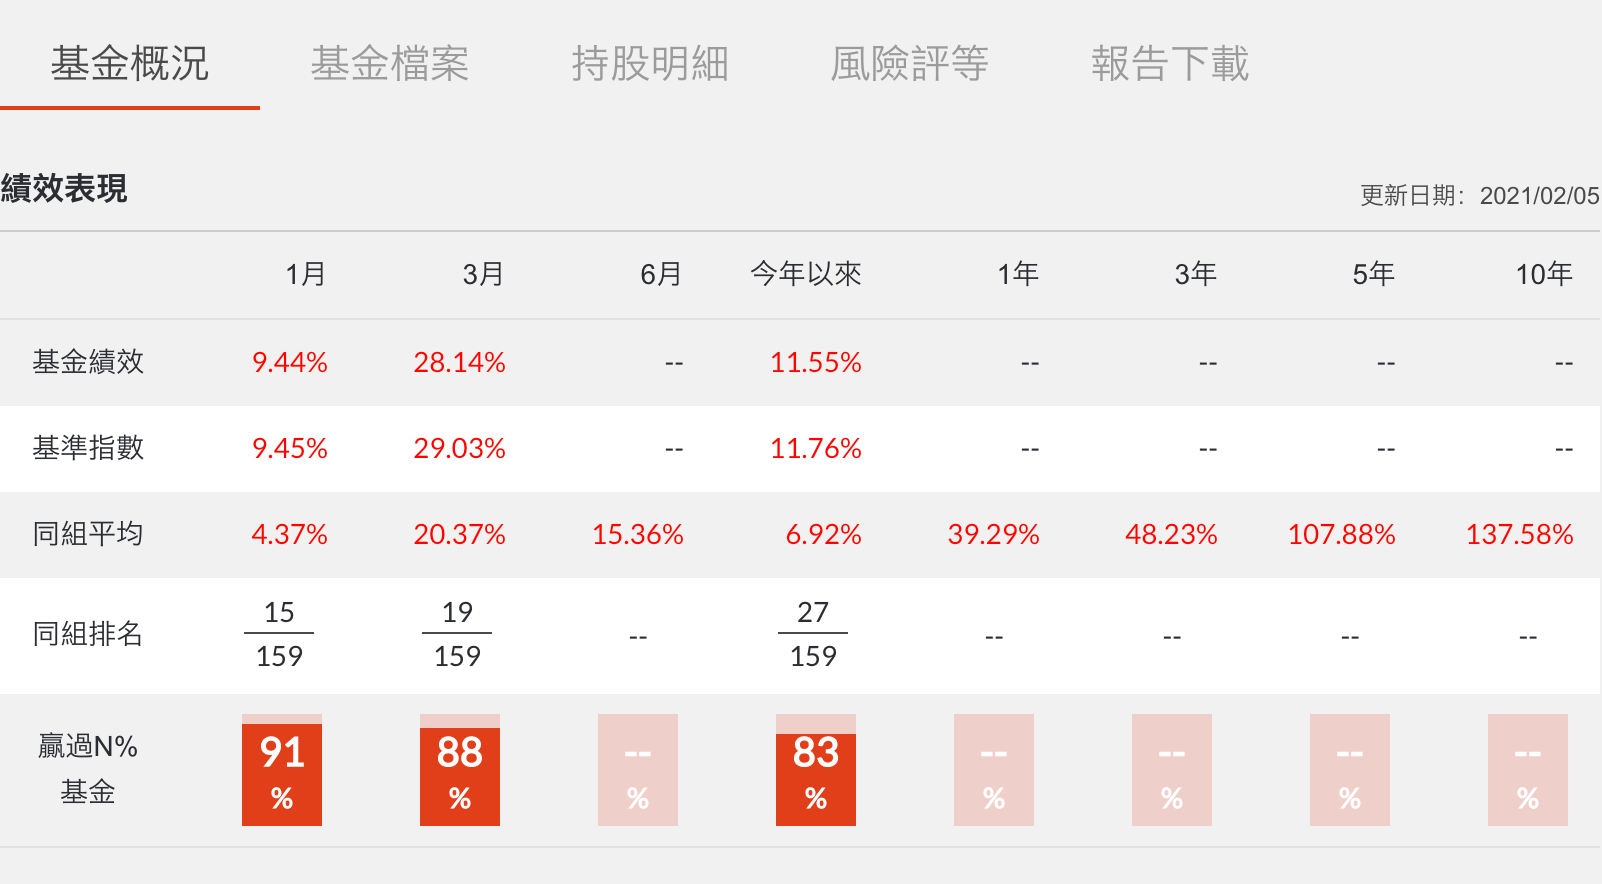 基金概況 基金檔案 持股明細 風險評等 報告下載
績效表現
更新日期：2021/02/05
1月 3月 6月 今年以來 1年 3年 5年 10年
基金績效 9.44% 28.14% -- 11.55% -- -- -- --
基準指數 9.45% 29.03% -- 11.76% -- -- -- --
同組平均 4.37% 20.37% 15.36% 6.92% 39.29% 48.23% 107.88% 137.58%
15 19 27
同組排名 -- -- -- -- --
159 159 159
贏過N% 91 88 -- 83 -- -- -- --
基金 % % % % % % % %